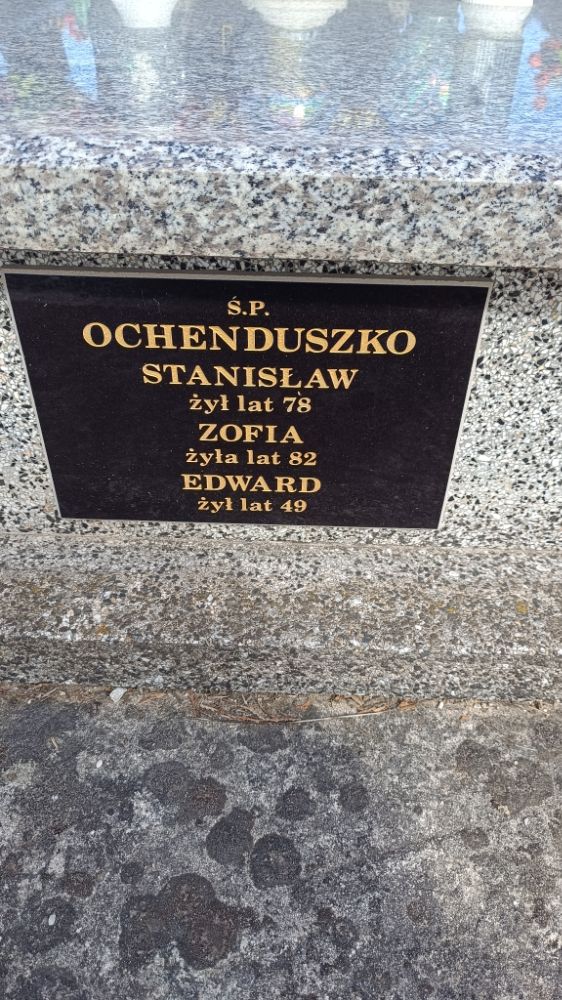 Ś.P.
OCHENDUSZKO
STANISŁAW
żył lat 78
ZOFIA
żyła lat 82
EDWARD
żył lat 49